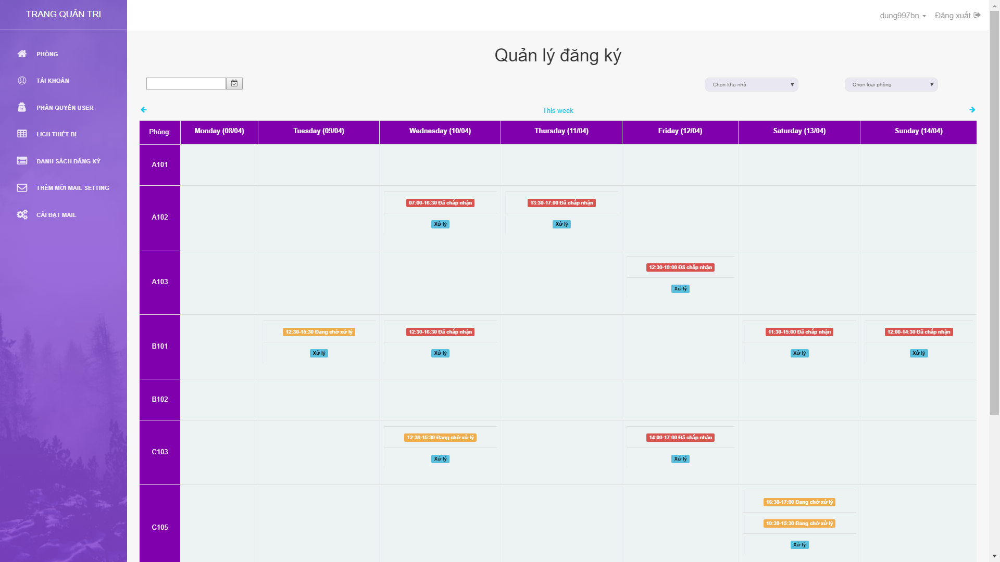 TRANG QUẢN TRỊ
dung997bn
Đăng xuất
PHÒNG
TÀI KHOẢN
PHÂN QUYỀN USER
LỊCH THIẾT BỊ
DANH SÁCH ĐĂNG KÝ
THÊM MỚI MAIL SETTING
CÀI ĐẶT MAIL
Quản lý đăng ký
Chọn khu nhà
Chọn loại phòng
This week
Phòng: Monday (08/04) Tuesday (09/04) Wednesday (10/04) Thursday (11/04) Friday (12/04) Saturday (13/04) Sunday (14/04)
A101
A102
07:00-16:30 Đã chấp nhận
Xử lý
13:30-17:00 Đã chấp nhận
Xử lý
A103
12:30-18:00 Đã chấp nhận
Xử lý
B101
12:30-15:30 Đang chờ xử lý
Xử lý
12:30-16:30 Đã chấp nhận
Xử lý
11:30-15:00 Đã chấp nhận
Xử lý
12:00-14:30 Đã chấp nhận
Xử lý
B102
C103
12:30-15:30 Đang chờ xử lý
Xử lý
14:00-17:00 Đã chấp nhận
Xử lý
C105
16:30-17:00 Đang chờ xử lý
10:30-15:30 Đang chờ xử lý
Xử lý